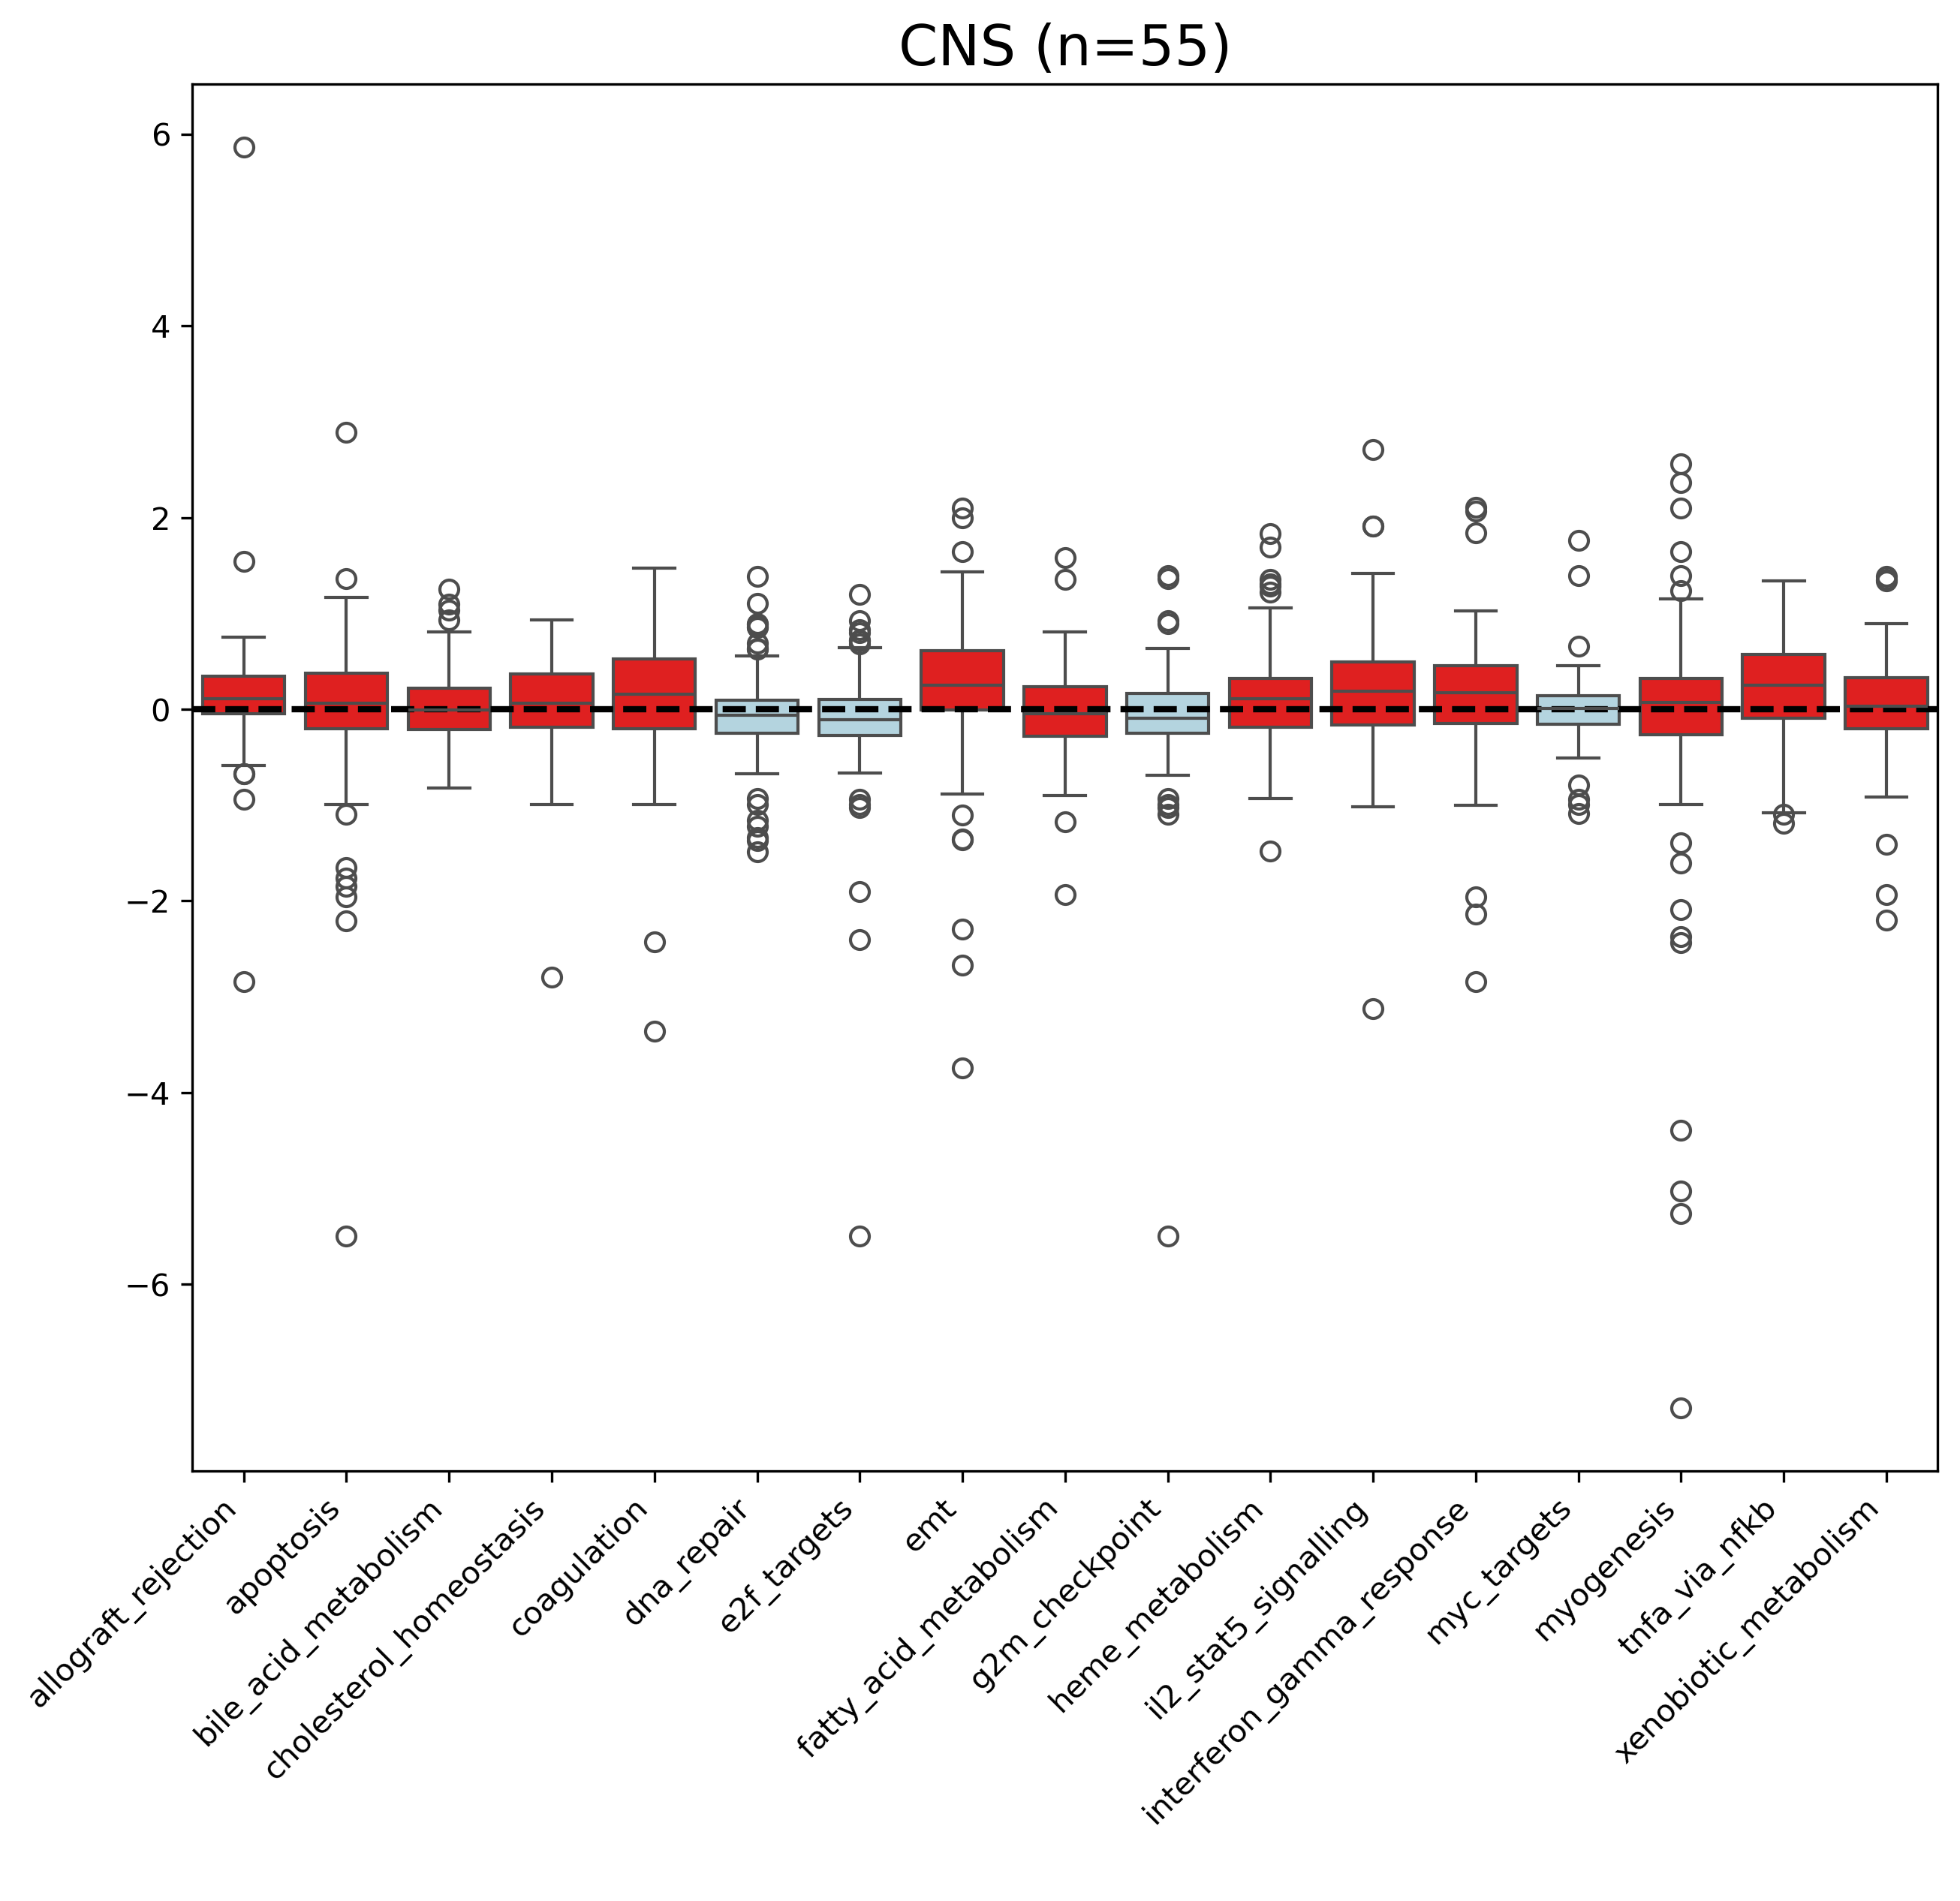 CNS (n=55)
6
4
2
0
−2
−4
−6
allograft_rejection
apoptosis
bile_acid_metabolism
cholesterol_homeostasis
coagulation
dna_repair
e2f_targets
emt
fatty_acid_metabolism
g2m_checkpoint
heme_metabolism
il2_stat5_signalling
interferon_gamma_response
myc_targets
myogenesis
tnfa_via_nfkb
xenobiotic_metabolism